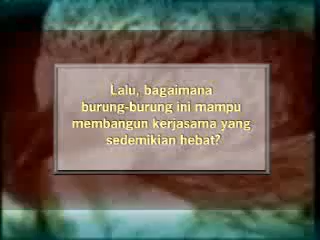 Lalu, bagaimana
burung-burung ini mampu
membangun kerjasama yang
sedemikian hebat?